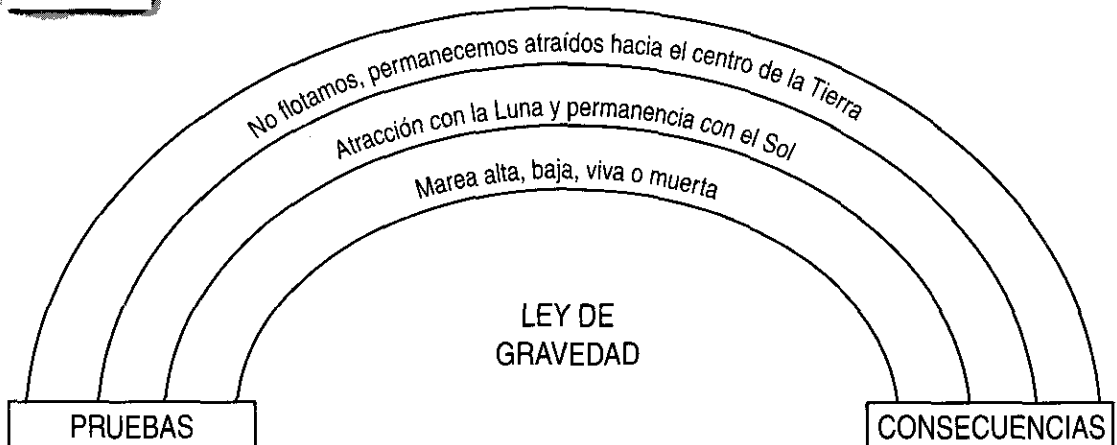 No flotamos, permanecemos atraídos hacia el centro de la Tierra
Atracción con la Luna y permanencia con el Sol
Marea alta, baja, viva o muerta
LEY DE
GRAVEDAD
PRUEBAS
CONSECUENCIAS